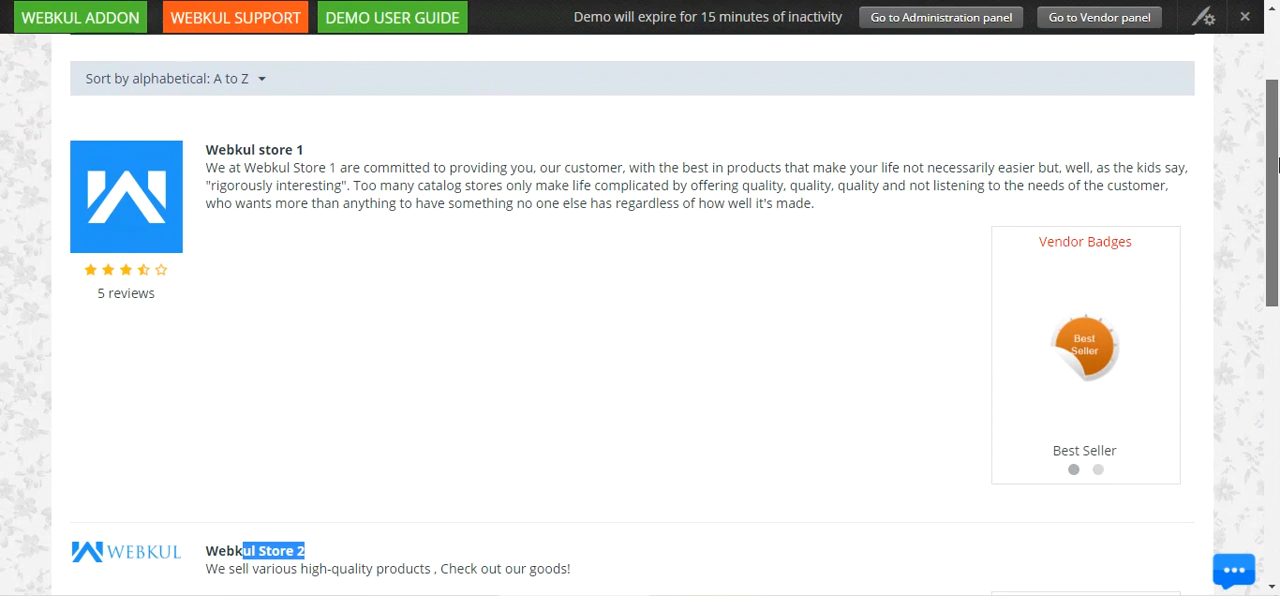 WEBKUL ADDON WEBKUL SUPPORT DEMO USER GUIDE Demo will expire for 15 minutes of inactivity Go to Administration panel Go to Vendor panel
Sort by alphabetical: A to Z
Webkul store 1
We at Webkul Store 1 are committed to providing you, our customer, with the best in products that make your life not necessarily easier but, well, as the kids say,
"rigorously interesting". Too many catalog stores only make life complicated by offering quality, quality, quality and not listening to the needs of the customer,
who wants more than anything to have something no one else has regardless of how well it's made.
5 reviews
Vendor Badges
Best
Seller
Best Seller
WEBKUL
Webkul Store 2
We sell various high-quality products , Check out our goods!